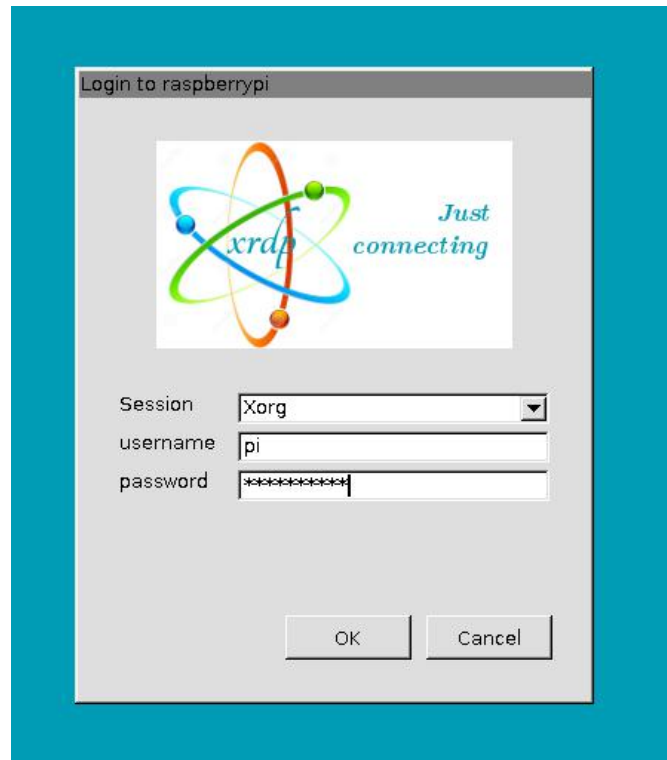 Login to raspberrypi
xrdp
Just
connecting
Session
Xorg
username
pi
password
**********
OK
Cancel